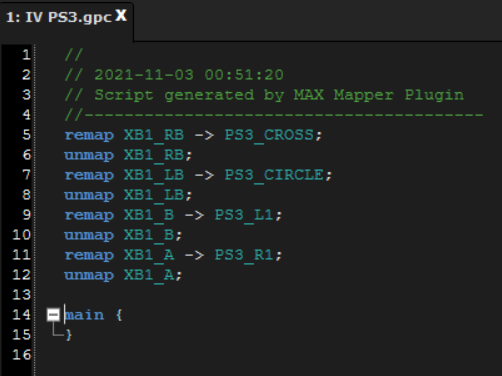 1: IV PS3.gpc X
1 //
2 // 2021-11-03 00:51:20
3 // Script generated by MAX Mapper Plugin
4 //----------------------------------------
5 remap XB1_RB -> PS3_CROSS;
6 unmap XB1_RB;
7 remap XB1_LB -> PS3_CIRCLE;
8 unmap XB1_LB;
9 remap XB1_B -> PS3_L1;
10 unmap XB1_B;
11 remap XB1_A -> PS3_R1;
12 unmap XB1_A;
13
14 main {
15 }
16